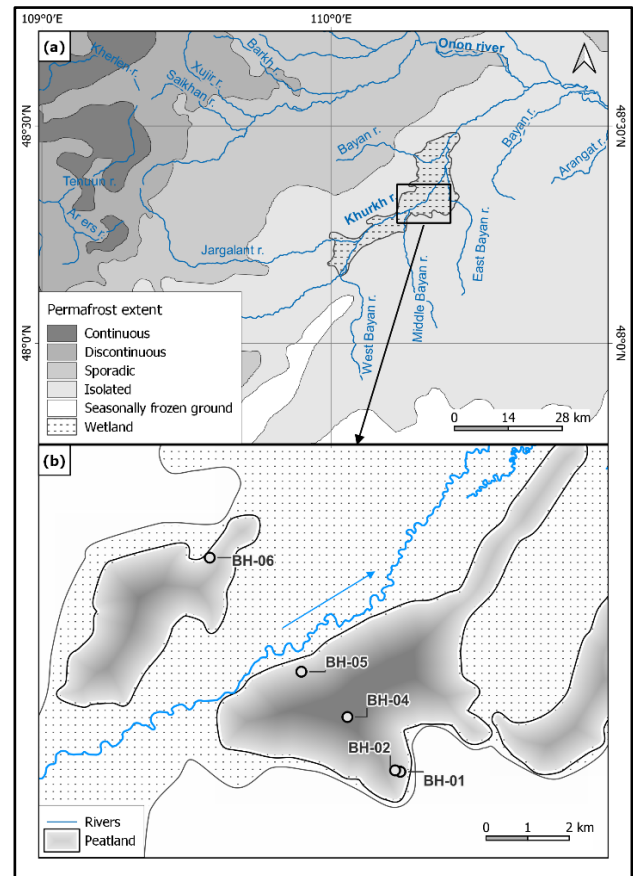 109°0'E
110°0'E
(a)
Onon river
Kherlen r.
Xujir r.
Barkh r.
Saikhan r.
48°30'N
48°30'N
Bayan r.
Bayan r.
Arangat r.
Tenuun r.
Khurkh r.
Ar ers r.
Jargalant r.
East Bayan r.
Middle Bayan r.
West Bayan r.
48°0'N
48°0'N
Permafrost extent
Continuous
Discontinuous
Sporadic
Isolated
Seasonally frozen ground
Wetland
0 14 28 km
(b)
BH-06
BH-05
BH-04
BH-02
BH-01
Rivers
Peatland
0 1 2 km